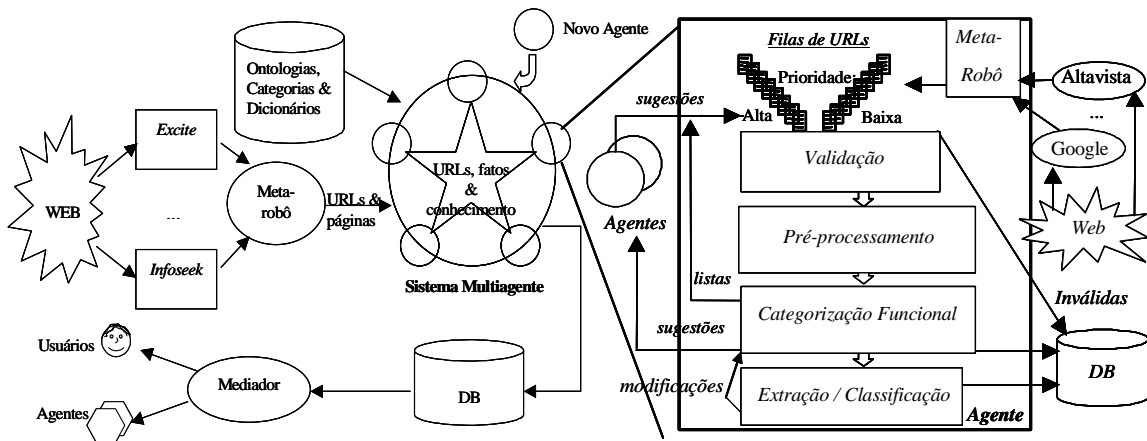 Ontologias,
Categorias &
Dicionários
Excite
WEB
...
Infoseek
Meta-
robô
URLs &
páginas
Novo Agente
URLs, fatos
&
conhecimento
Sistema Multiagente
Usuários
Agentes
Mediador
DB
Filas de URLs
Prioridade:
Alta
Baixa
sugestões
Agentes
listas
sugestões
modificações
Validação
Pré-processamento
Categorização Funcional
Extração / Classificação
Agente
Meta-
Robô
Altavista
...
Google
Web
Inválidas
DB